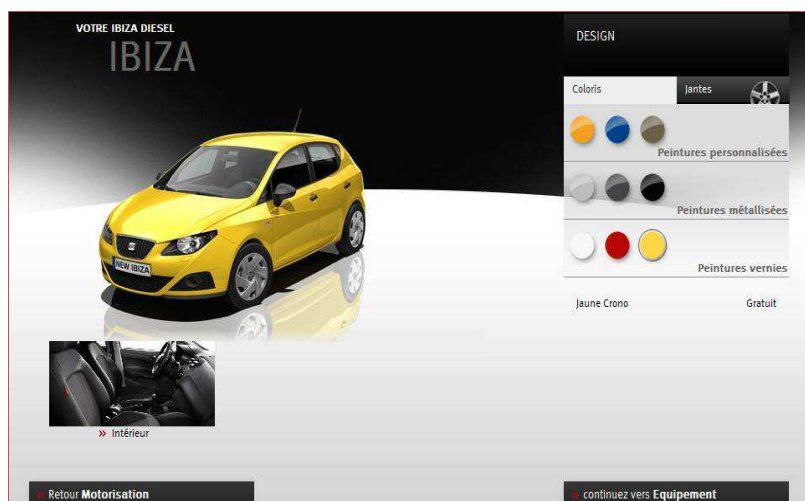 VOTRE IBIZA DIESEL
IBIZA
DESIGN
Coloris
Jantes
Peintures personnalisées
Peintures métallisées
NEW IBIZA
Peintures vernies
Jaune Crono
Gratuit
» Intérieur
« Retour Motorisation
» continuez vers Equipement